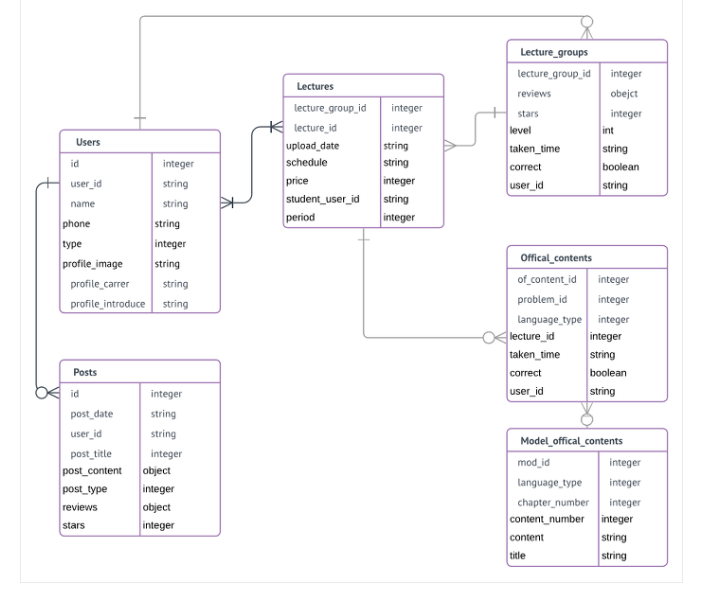 Lecture_groups
lecture_group_id integer
reviews obejct
stars integer
level int
taken_time string
correct boolean
user_id string
Lectures
lecture_group_id integer
lecture_id integer
upload_date string
schedule string
price integer
student_user_id string
period integer
Users
id integer
user_id string
name string
phone string
type integer
profile_image string
profile_carrer string
profile_introduce string
Offical_contents
of_content_id integer
problem_id integer
language_type integer
lecture_id integer
taken_time string
correct boolean
user_id string
Posts
id integer
post_date string
user_id string
post_title integer
post_content object
post_type integer
reviews object
stars integer
Model_offical_contents
mod_id integer
language_type integer
chapter_number integer
content_number integer
content string
title string